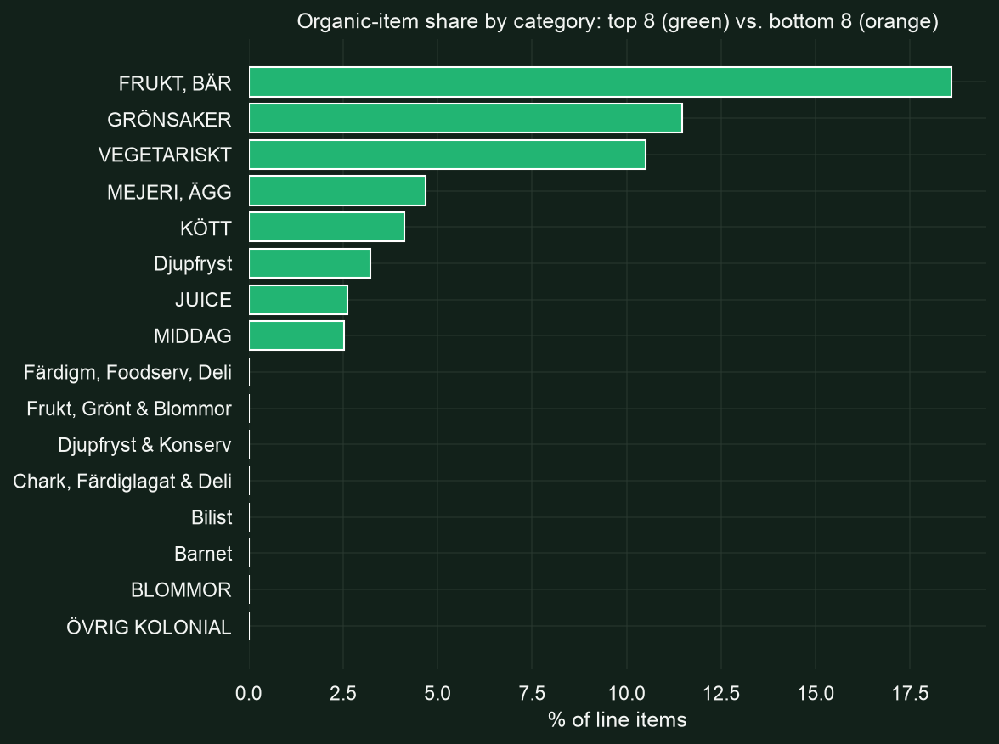 Organic-item share by category: top 8 (green) vs. bottom 8 (orange)
FRUKT, BÄR
GRÖNSAKER
VEGETARISKT
MEJERI, ÄGG
KÖTT
Djupfryst
JUICE
MIDDAG
Färdigm, Foodserv, Deli
Frukt, Grönt & Blommor
Djupfryst & Konserv
Chark, Färdiglagat & Deli
Bilist
Barnet
BLOMMOR
ÖVRIG KOLONIAL
0.0 2.5 5.0 7.5 10.0 12.5 15.0 17.5
% of line items